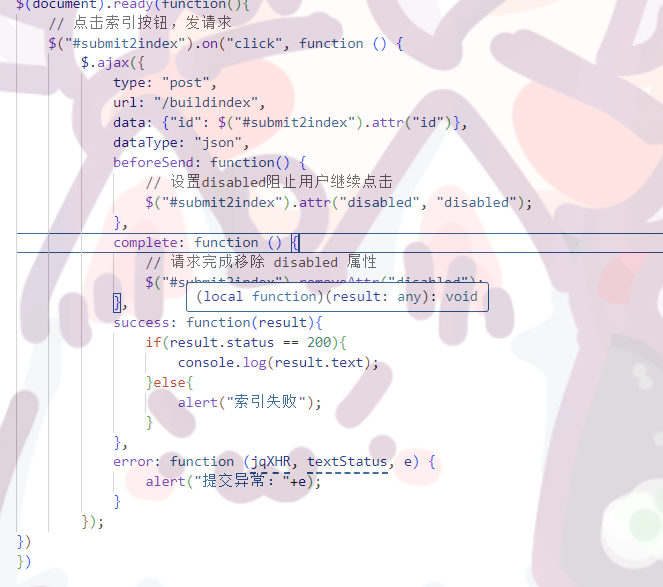 $(document).ready(function(){
// 点击索引按钮，发请求
$("#submit2index").on("click", function () {
$.ajax({
type: "post",
url: "/buildindex",
data: {"id": $("#submit2index").attr("id")},
dataType: "json",
beforeSend: function() {
// 设置disabled阻止用户继续点击
$("#submit2index").attr("disabled", "disabled");
},
complete: function () {
// 请求完成移除 disabled 属性
$("#submit2index").removeAttr("disabled");
(local function)(result: any): void
},
success: function(result){
if(result.status == 200){
console.log(result.text);
}else{
alert("索引失败");
}
},
error: function (jqXHR, textStatus, e) {
alert("提交异常："+e);
}
});
})
})